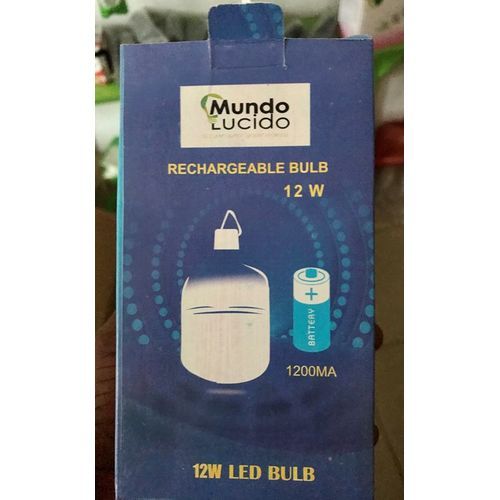 Mundo
LUCIDO
RECHARGEABLE BULB
12 W
BATTERY
1200MA
12W LED BULB